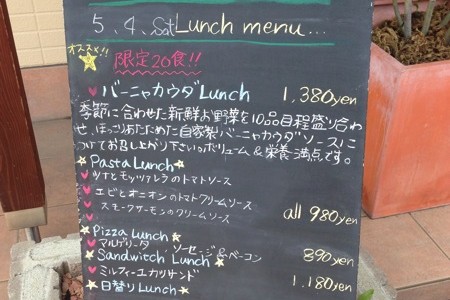 5.4.Sat Lunch menu...
オススメ!!
限定20食!!
バーニャカウダLunch 1,380yen
季節に合わせた新鮮な野菜を10品目程盛り合わ
せ、ほっこりあたためた自家製バーニャカウダソースに
つけてお召し上がり下さいっボリューム&栄養満点です。
Pasta Lunch
ツナとモッツァレラのトマトソース
エビとオニオンのトマトクリームソース
スモークサーモンのクリームソース all 980yen
Pizza Lunch
マルゲリータ ソーセージ&ベーコン 890yen
Sandwitch Lunch
ミルフィーユカツサンド 1,180yen
日替りLunch